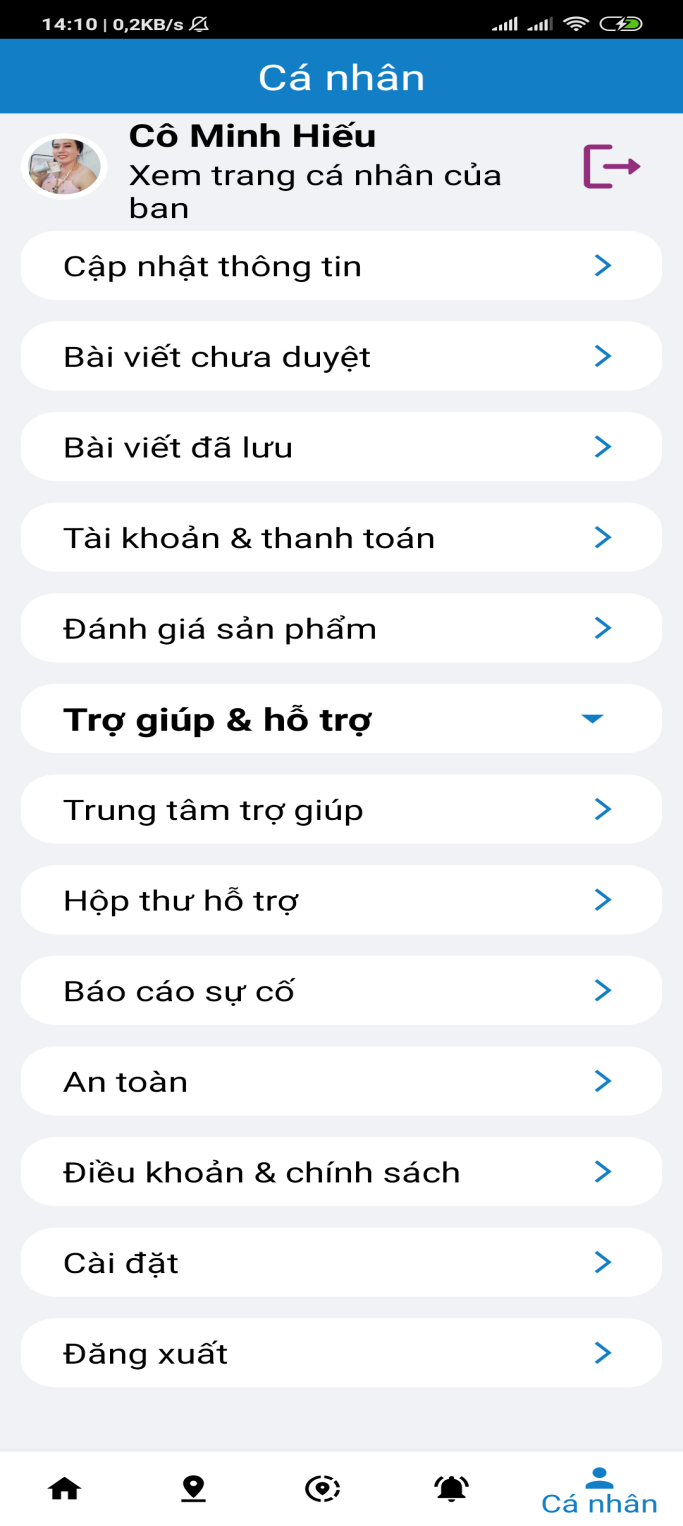 14:10 | 0,2KB/s
Cá nhân
Cô Minh Hiếu
Xem trang cá nhân của
ban
Cập nhật thông tin
Bài viết chưa duyệt
Bài viết đã lưu
Tài khoản & thanh toán
Đánh giá sản phẩm
Trợ giúp & hỗ trợ
Trung tâm trợ giúp
Hộp thư hỗ trợ
Báo cáo sự cố
An toàn
Điều khoản & chính sách
Cài đặt
Đăng xuất
Cá nhân